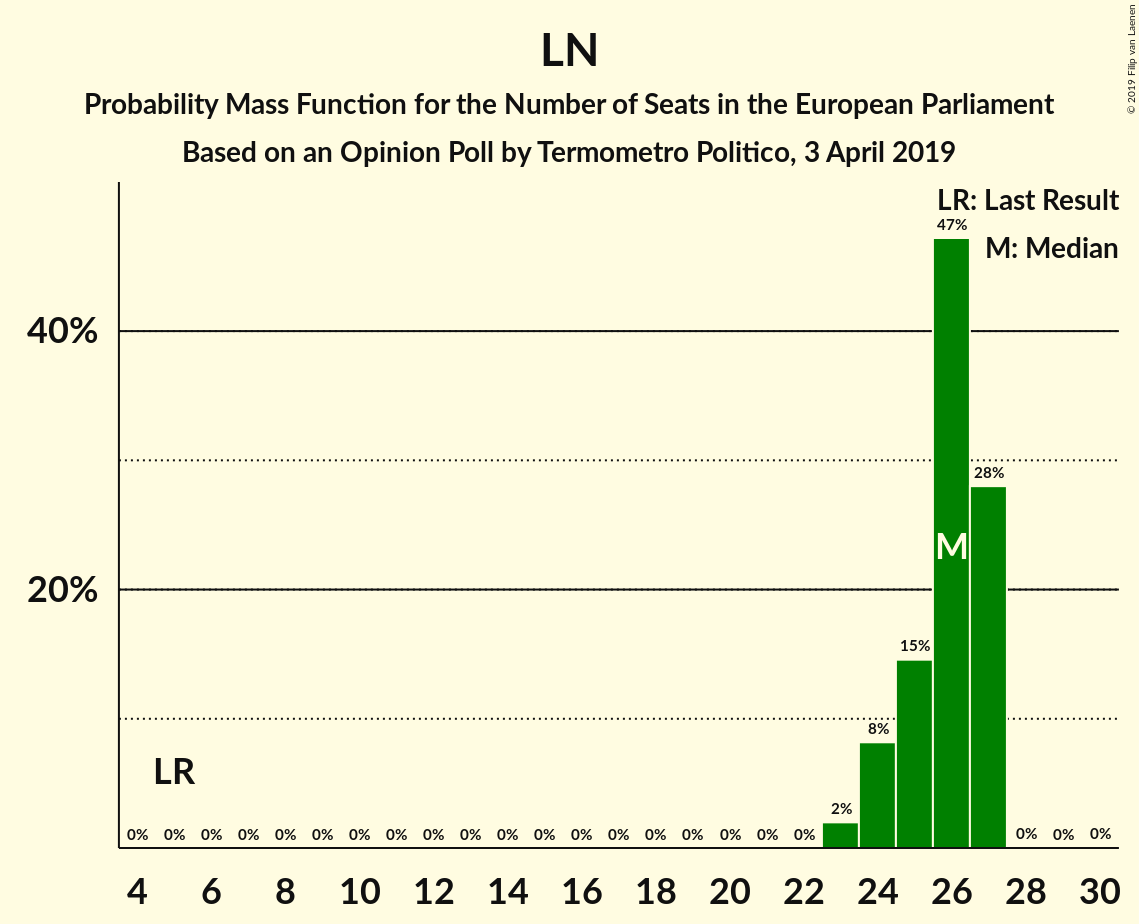 LN
Probability Mass Function for the Number of Seats in the European Parliament
Based on an Opinion Poll by Termometro Politico, 3 April 2019
© 2019 Filip van Laenen
LR: Last Result
M: Median
47%
40%
28%
M
20%
15%
8%
LR
2%
0% 0% 0% 0% 0% 0% 0% 0% 0% 0% 0% 0% 0% 0% 0% 0% 0% 0% 0% 0% 0% 0%
4 6 8 10 12 14 16 18 20 22 24 26 28 30